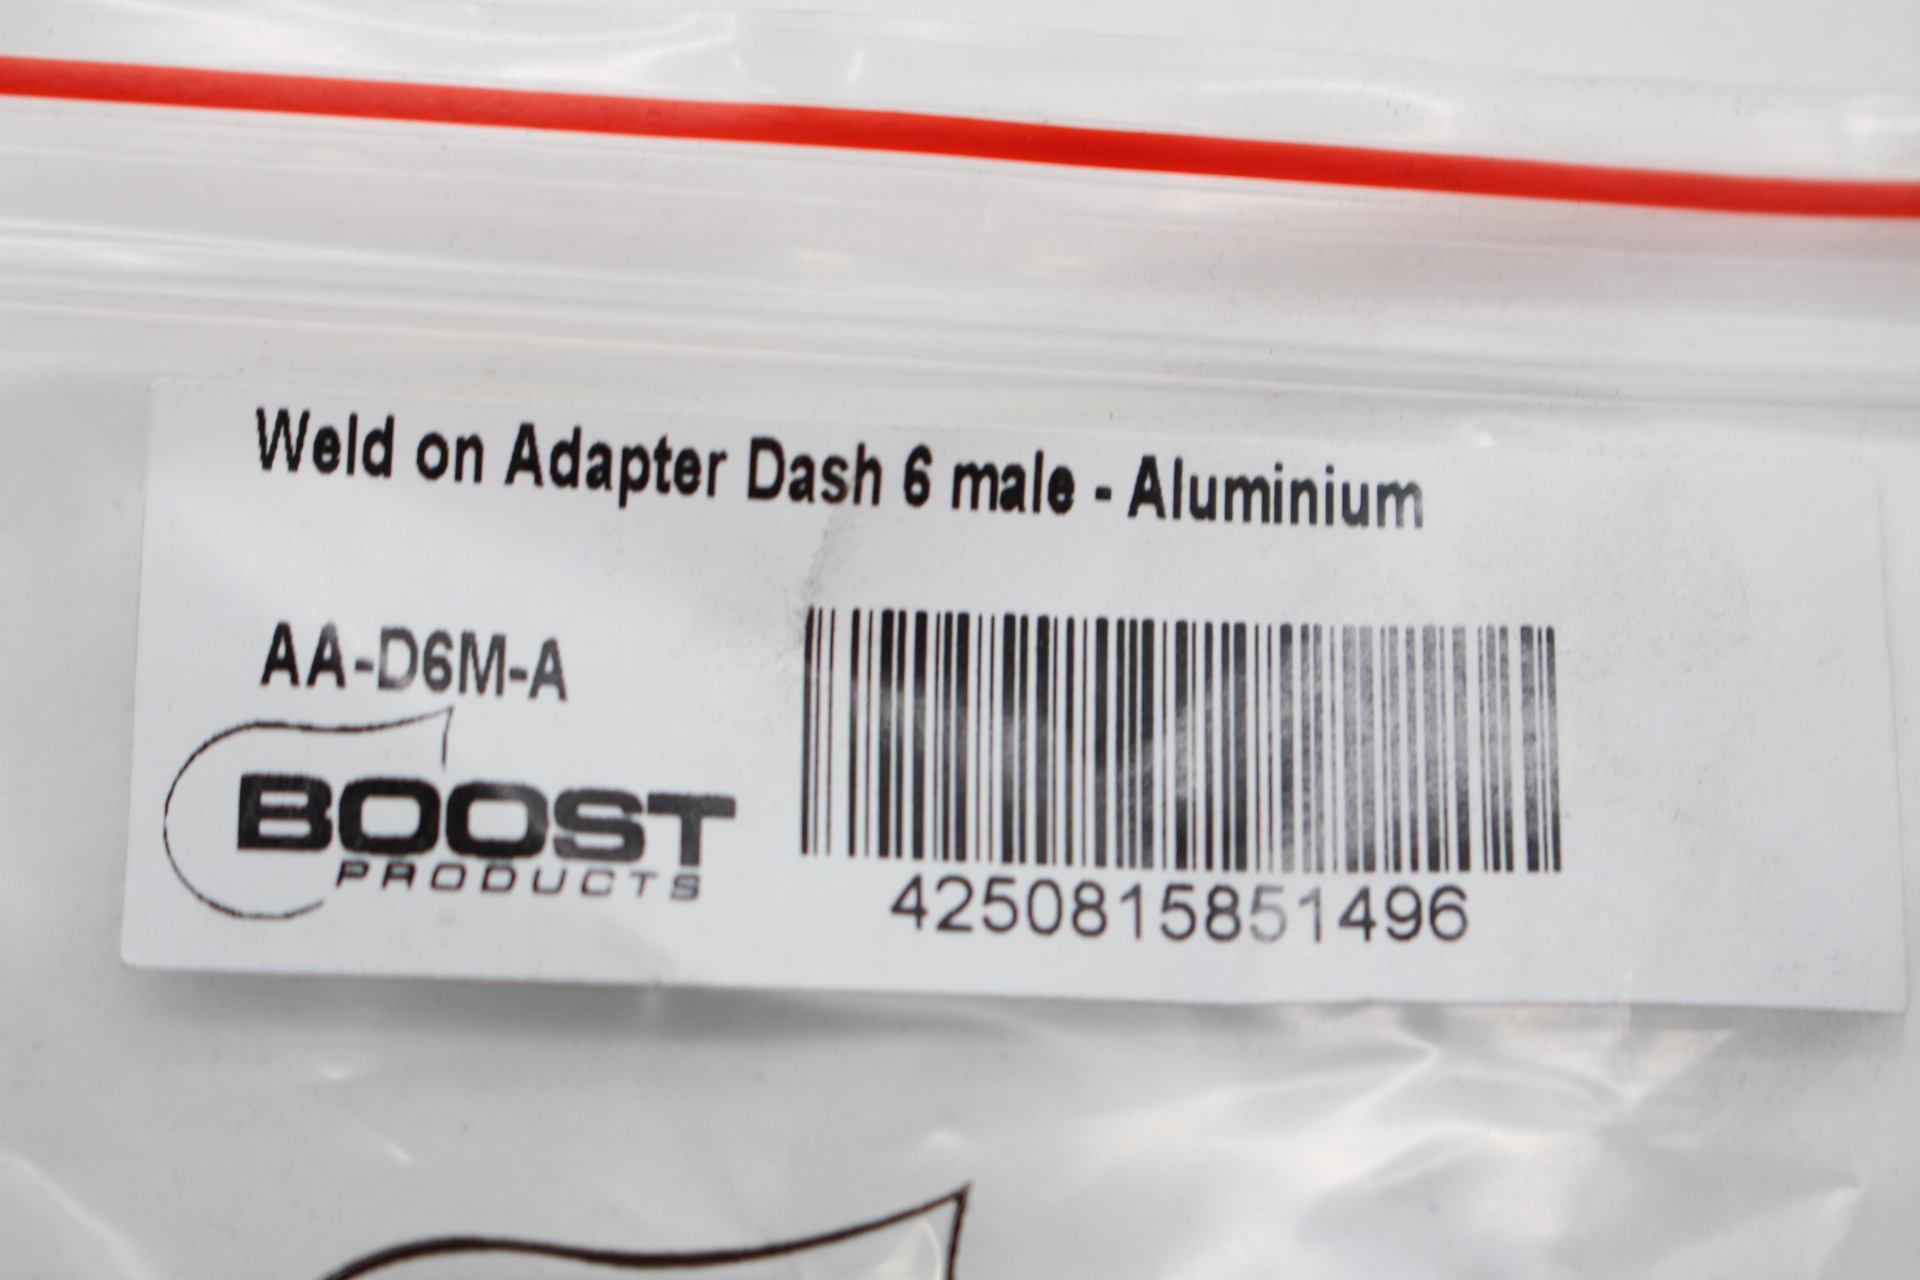 Weld on Adapter Dash 6 male - Aluminium
AA-D6M-A
BOOST
PRODUCTS
4250815851496